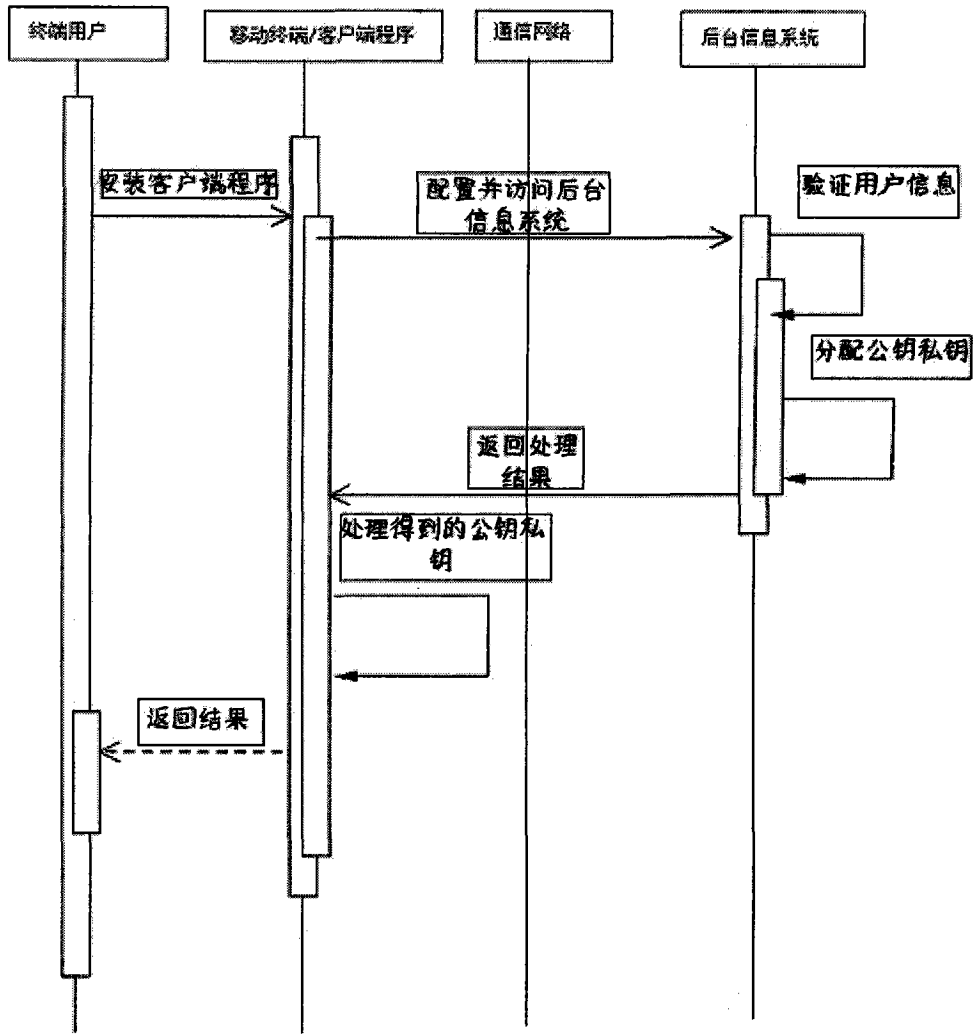 终端用户
移动终端/客户端程序
通信网络
后台信息系统
安装客户端程序
配置并访问后台
信息系统
验证用户信息
分配公钥私钥
返回处理
结果
处理得到的公钥私
钥
返回结果